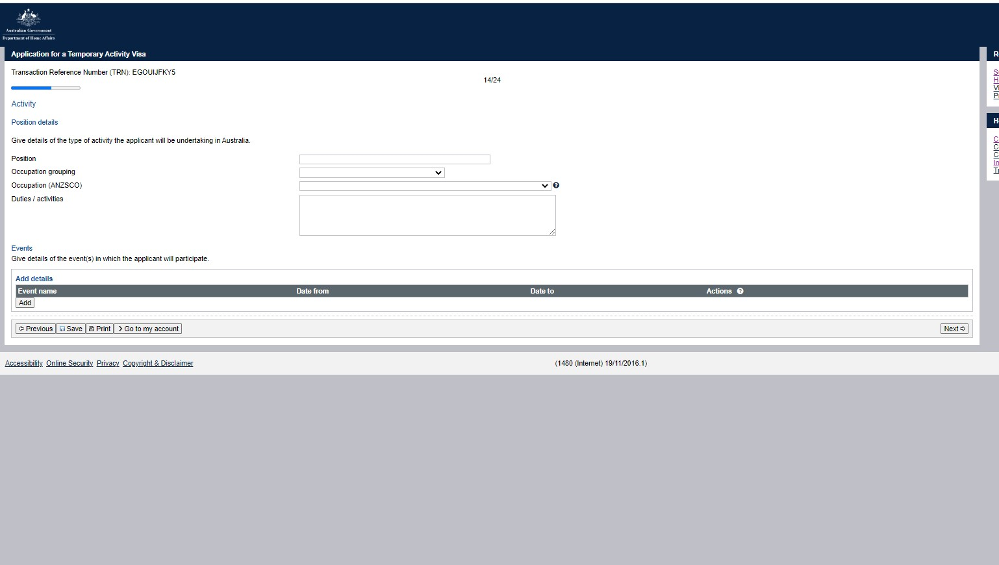 Australian Government
Department of Home Affairs
Application for a Temporary Activity Visa
Transaction Reference Number (TRN): EGOUIJFKY5
14/24
Activity
Position details
Give details of the type of activity the applicant will be undertaking in Australia.
Position
Occupation grouping
Occupation (ANZSCO)
Duties / activities
Events
Give details of the event(s) in which the applicant will participate.
Add details
Event name Date from Date to Actions
Add
Previous Save Print Go to my account Next
Accessibility Online Security Privacy Copyright & Disclaimer (1480 (Internet) 19/11/2016.1)